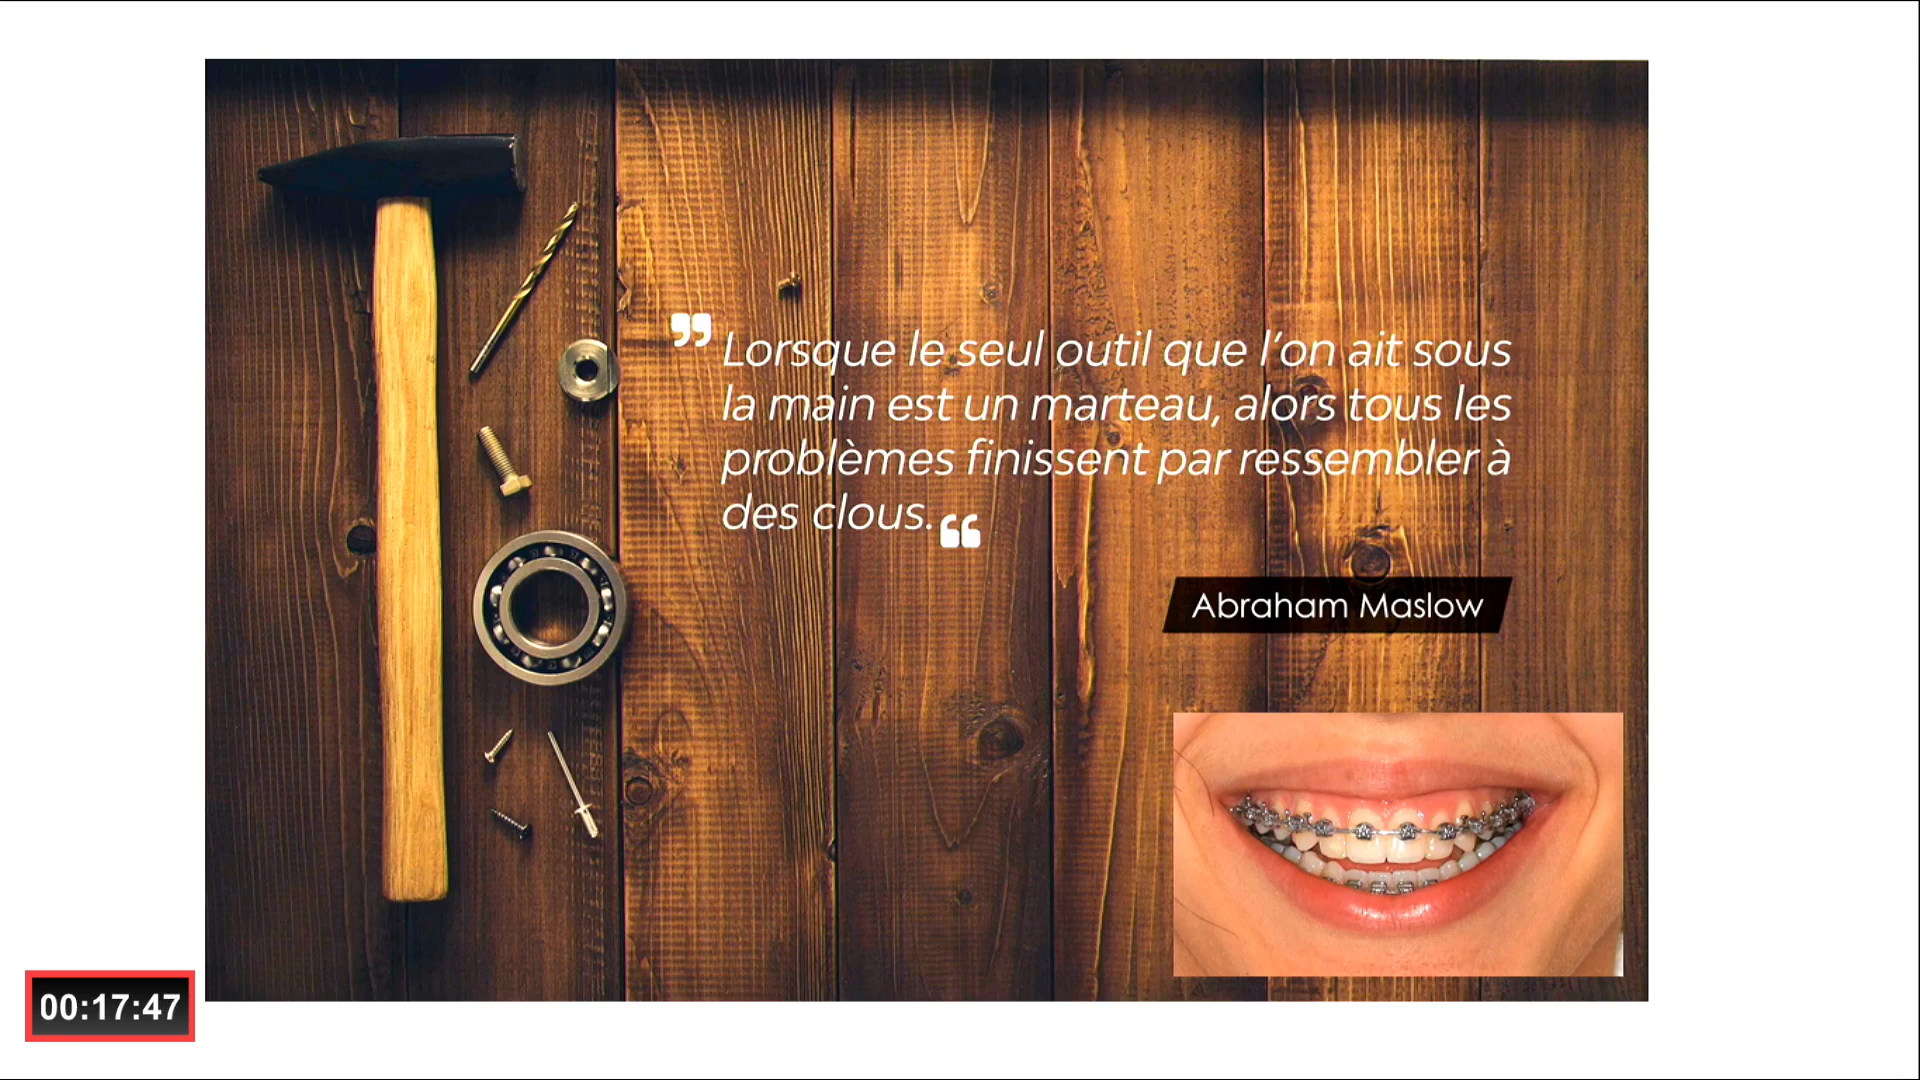 ” Lorsque le seul outil que l’on ait sous
la main est un marteau, alors tous les
problèmes finissent par ressembler à
des clous. “
Abraham Maslow
00:17:47